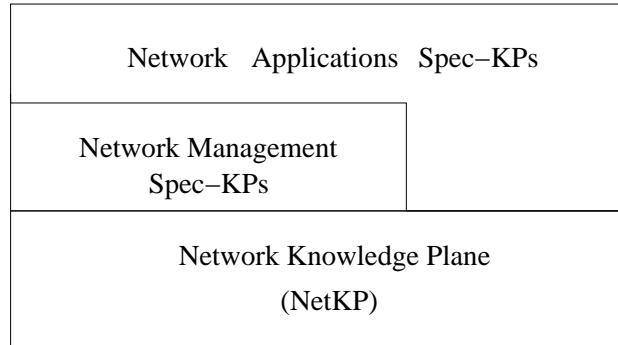 Network Applications Spec−KPs
Network Management
Spec−KPs
Network Knowledge Plane
(NetKP)